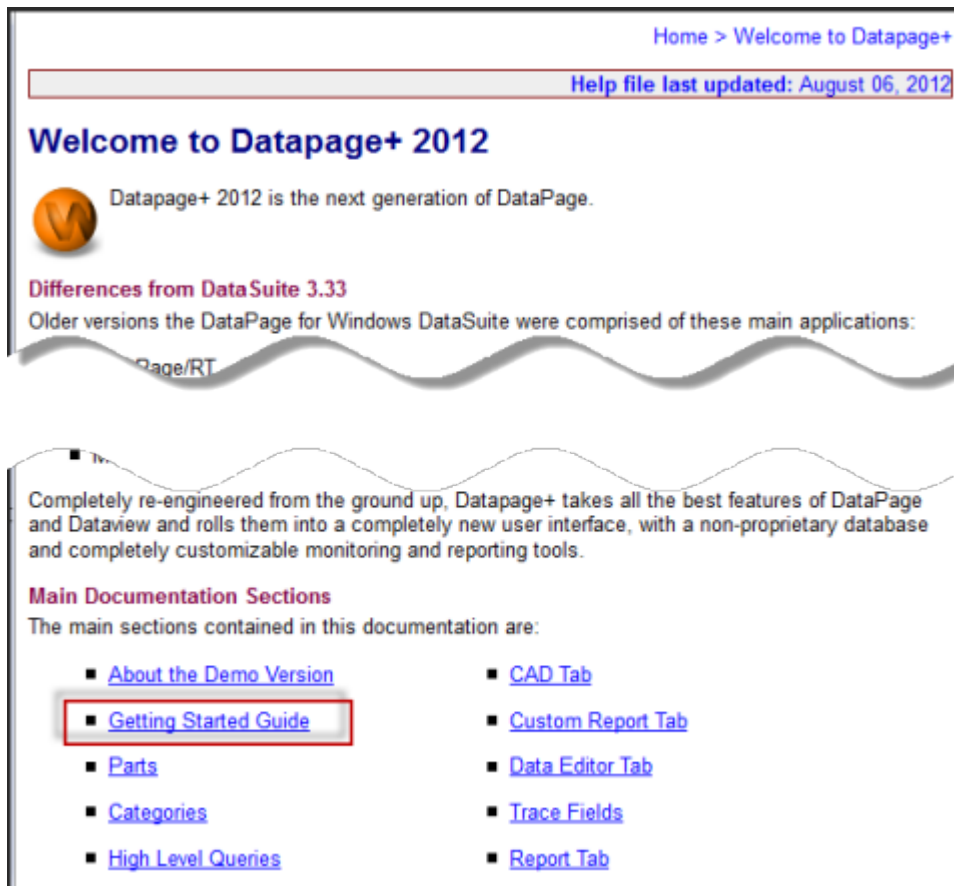 Home > Welcome to Datapage+
Help file last updated: August 06, 2012
Welcome to Datapage+ 2012
Datapage+ 2012 is the next generation of DataPage.
Differences from DataSuite 3.33
Older versions the DataPage for Windows DataSuite were comprised of these main applications:
Page/RT
Completely re-engineered from the ground up, Datapage+ takes all the best features of DataPage
and Dataview and rolls them into a completely new user interface, with a non-proprietary database
and completely customizable monitoring and reporting tools.
Main Documentation Sections
The main sections contained in this documentation are:
■ About the Demo Version ■ CAD Tab
■ Getting Started Guide ■ Custom Report Tab
■ Parts ■ Data Editor Tab
■ Categories ■ Trace Fields
■ High Level Queries ■ Report Tab